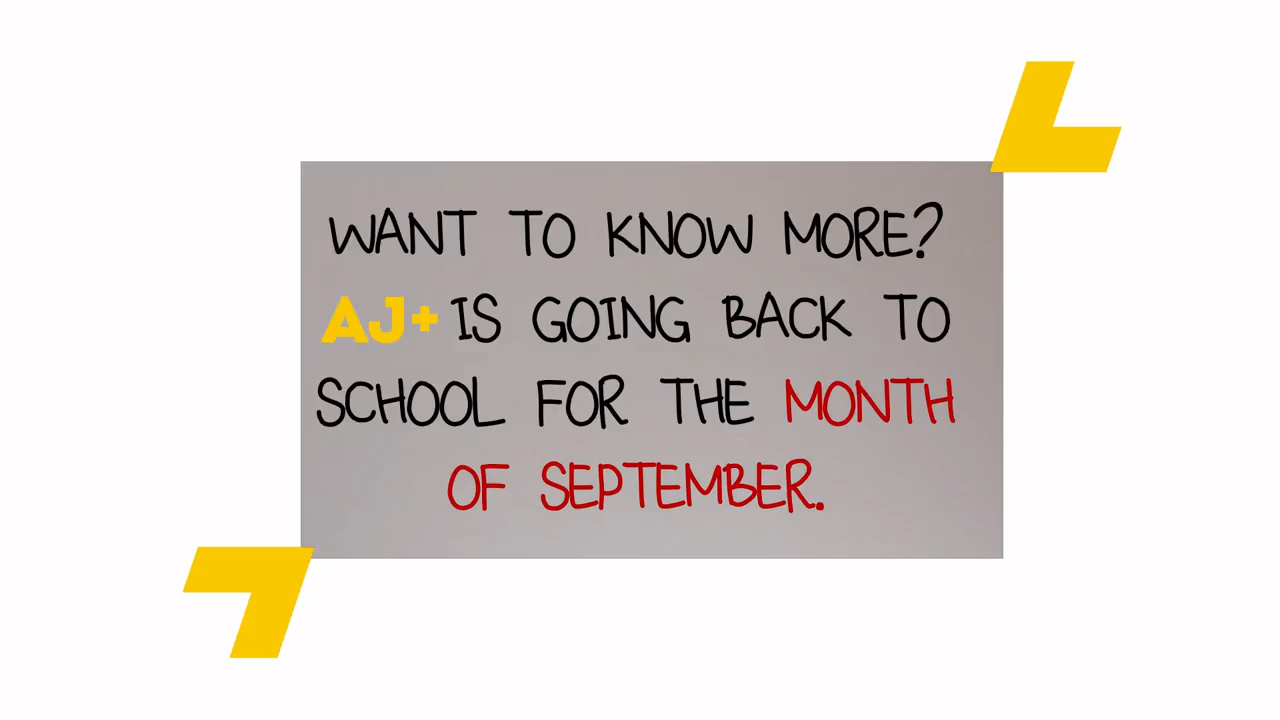 WANT TO KNOW MORE?
AJ+ IS GOING BACK TO
SCHOOL FOR THE MONTH
OF SEPTEMBER.